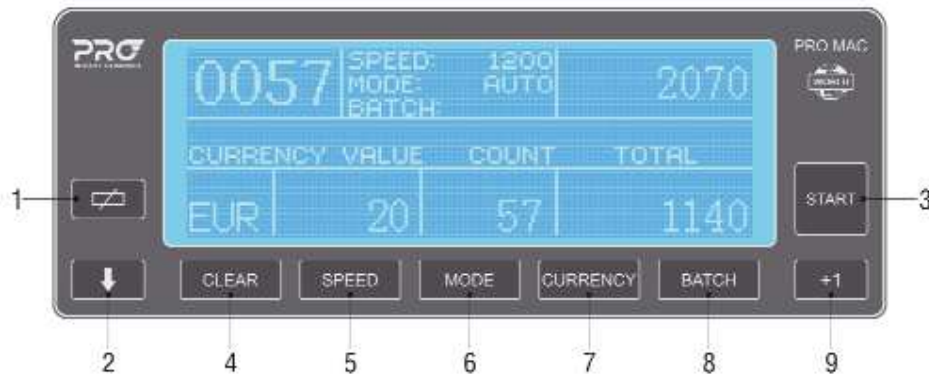 PRO
PRO MAC
WORLD
0057
SPEED: 1200
MODE: AUTO
BATCH:
2070
CURRENCY VALUE COUNT TOTAL
EUR 20 57 1140
1
START
3
CLEAR
SPEED
MODE
CURRENCY
BATCH
+1
2
4
5
6
7
8
9